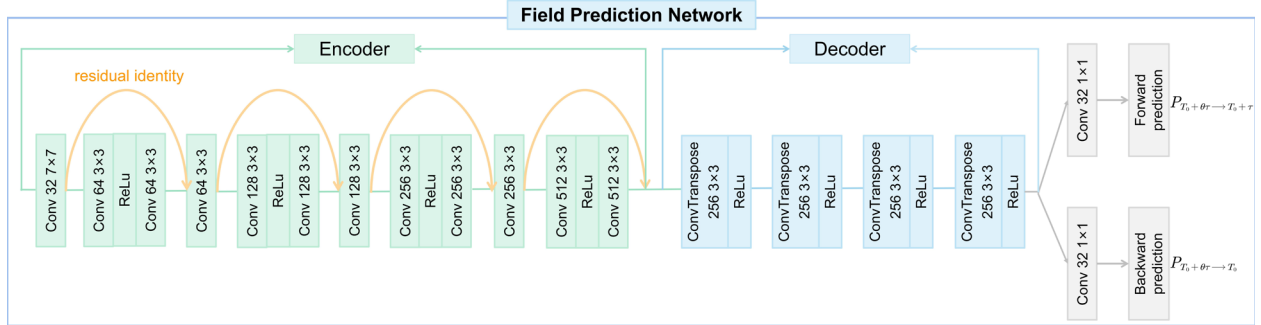 Field Prediction Network
Encoder
Decoder
residual identity
Conv 32 7×7
Conv 64 3×3
ReLu
Conv 64 3×3
Conv 64 3×3
Conv 128 3×3
ReLu
Conv 128 3×3
Conv 128 3×3
Conv 256 3×3
ReLu
Conv 256 3×3
Conv 256 3×3
Conv 512 3×3
ReLu
Conv 512 3×3
ConvTranspose
256 3×3
ReLu
ConvTranspose
256 3×3
ReLu
ConvTranspose
256 3×3
ReLu
ConvTranspose
256 3×3
ReLu
Conv 32 1×1
Forward
prediction
P_{T_0+θτ→T_0+τ}
Conv 32 1×1
Backward
prediction
P_{T_0+θτ→T_0}